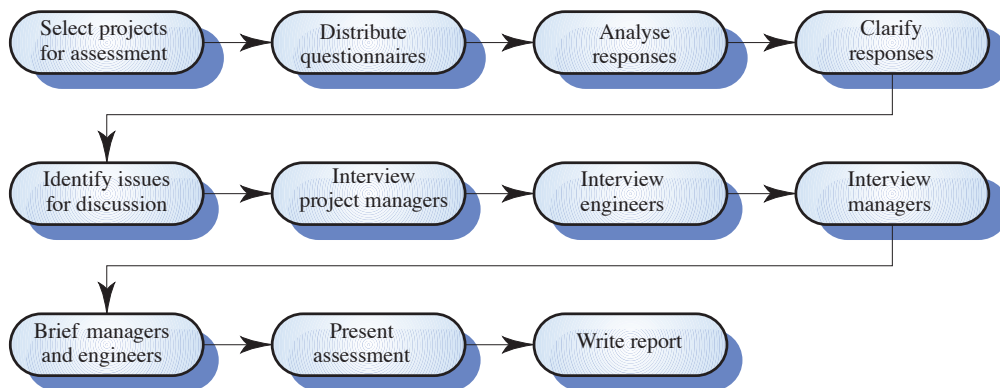 Select projects
for assessment
Distribute
questionnaires
Analyse
responses
Clarify
responses
Identify issues
for discussion
Interview
project managers
Interview
engineers
Interview
managers
Brief managers
and engineers
Present
assessment
Write report